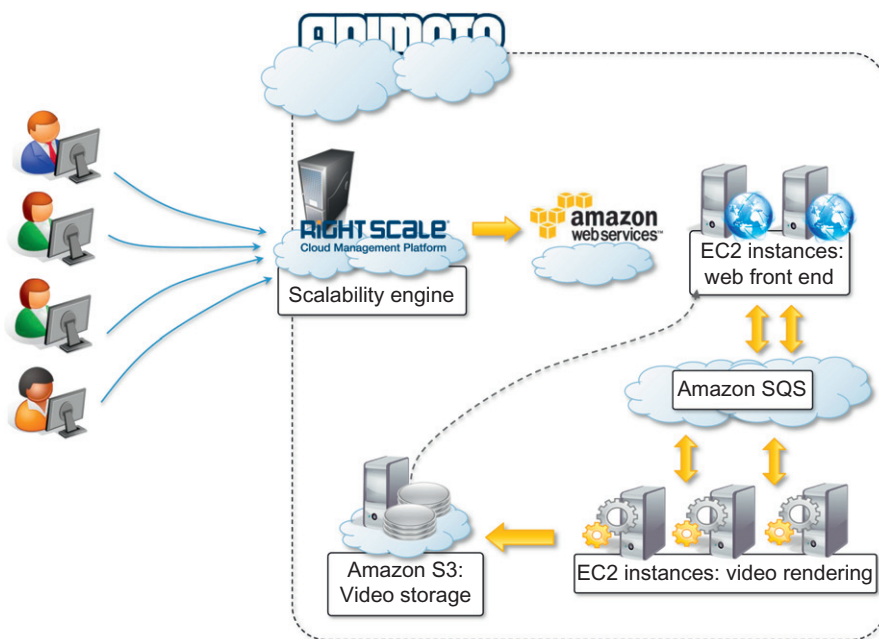 ANIMOTO
RIGHTSCALE
Cloud Management Platform
Scalability engine
amazon
webservices™
EC2 instances:
web front end
Amazon SQS
Amazon S3:
Video storage
EC2 instances: video rendering